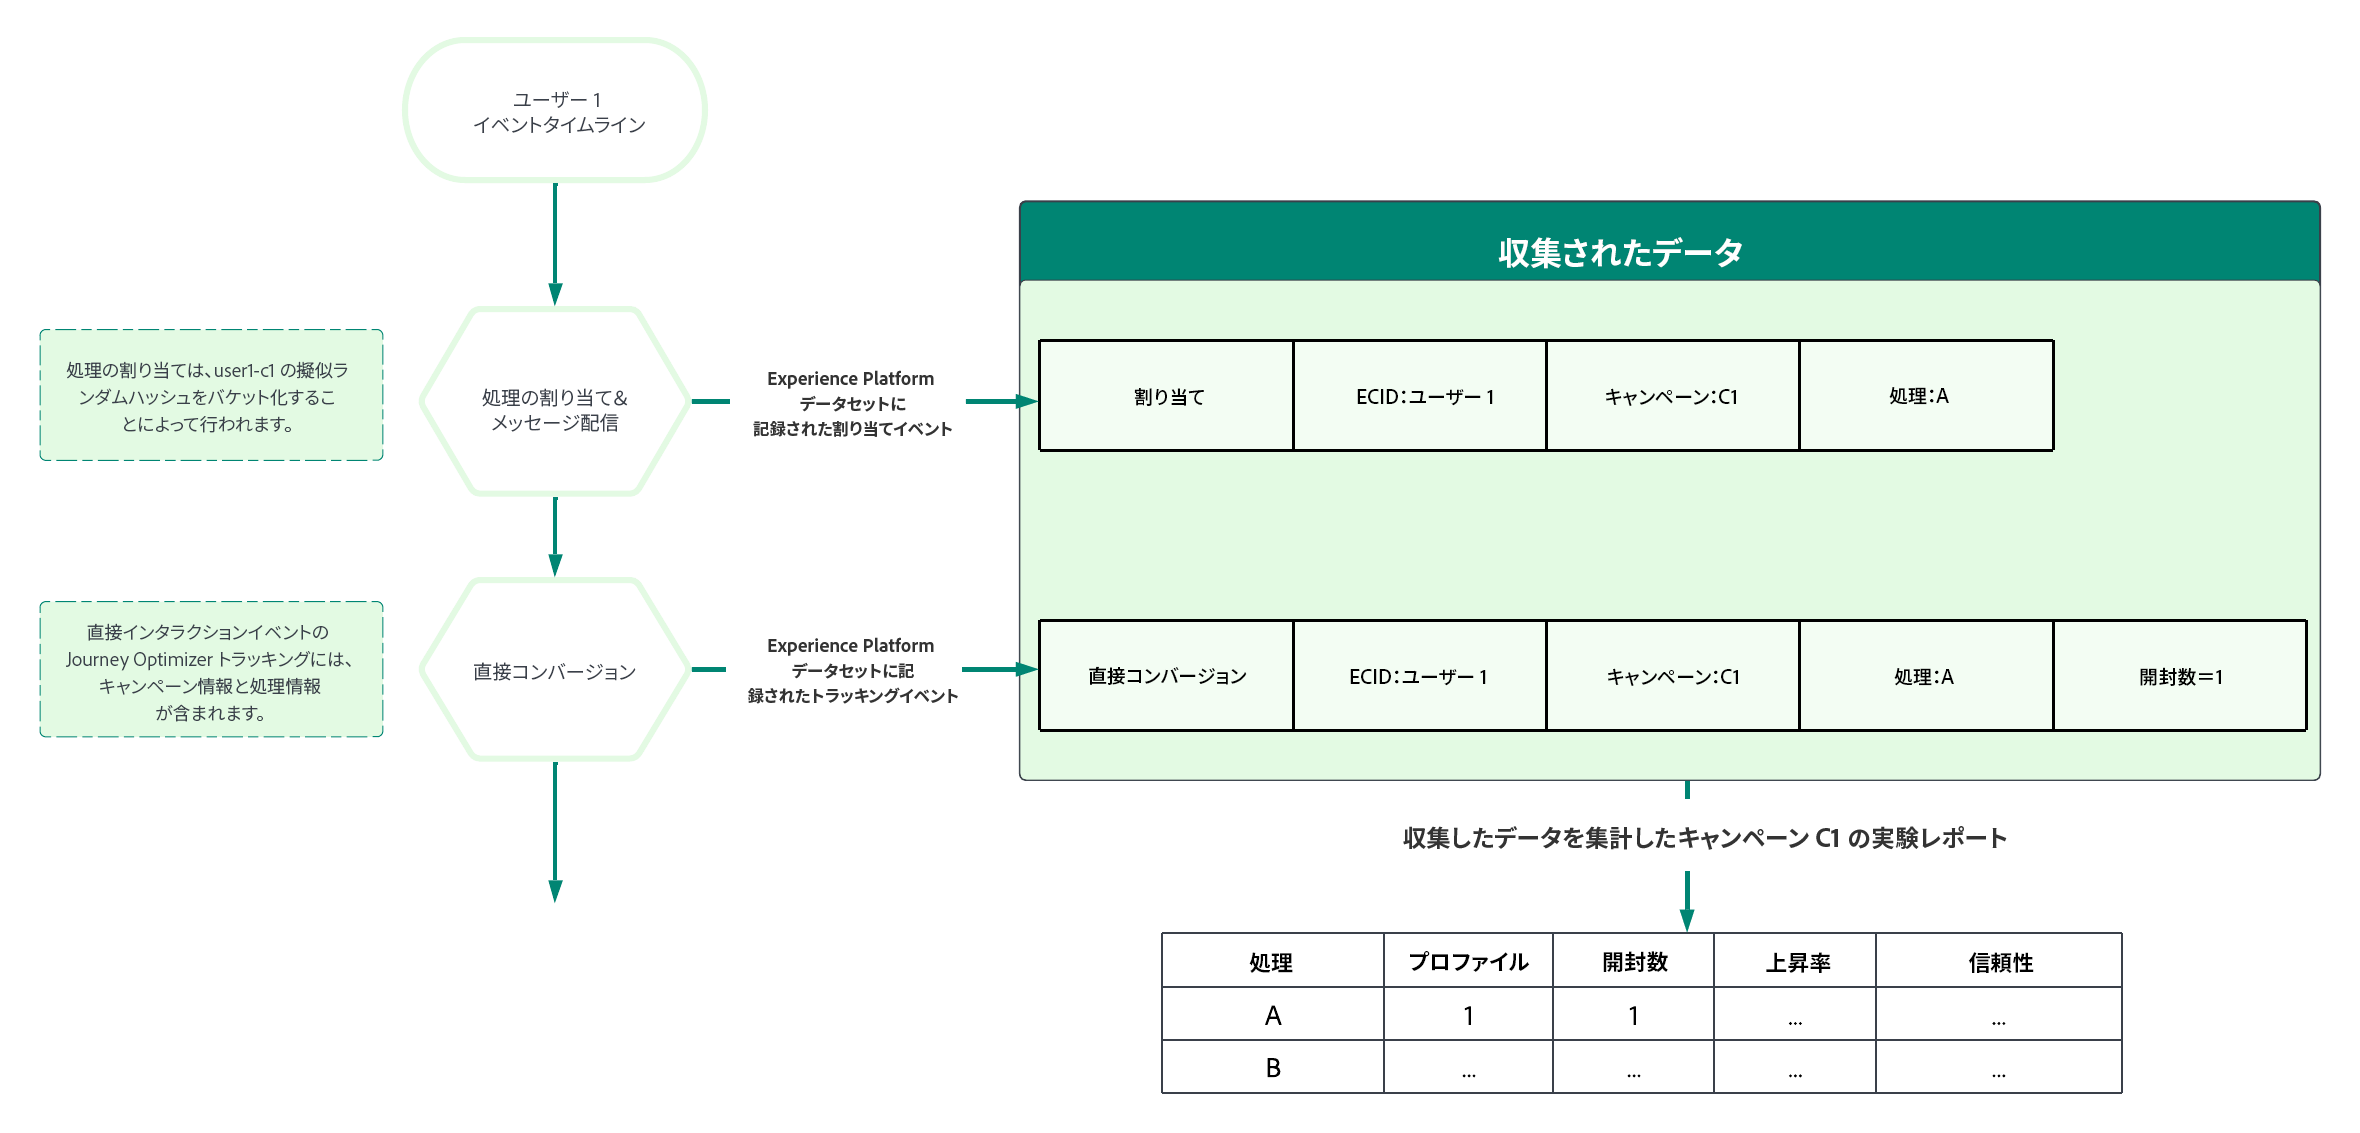 ユーザー 1
イベントタイムライン
収集されたデータ
処理の割り当ては、user1-c1 の擬似ラ
ンダムハッシュをバケット化するこ
とによって行われます。
処理の割り当て&
メッセージ配信
Experience Platform
データセットに
記録された割り当てイベント
割り当て
ECID：ユーザー 1
キャンペーン：C1
処理：A
直接インタラクションイベントの
Journey Optimizer トラッキングには、
キャンペーン情報と処理情報
が含まれます。
直接コンバージョン
Experience Platform
データセットに記
録されたトラッキングイベント
直接コンバージョン
ECID：ユーザー 1
キャンペーン：C1
処理：A
開封数＝1
収集したデータを集計したキャンペーン C1 の実験レポート
処理 プロファイル 開封数 上昇率 信頼性
A 1 1 ... ...
B ... ... ... ...